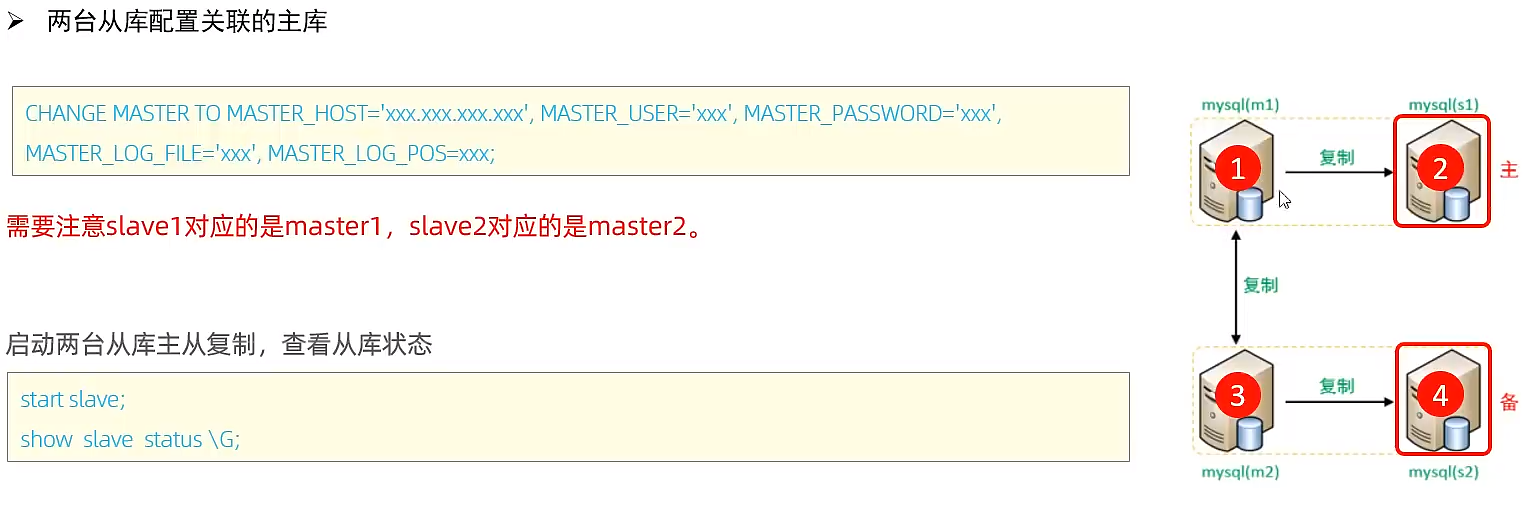 ➢ 两台从库配置关联的主库
CHANGE MASTER TO MASTER_HOST='xxx.xxx.xxx.xxx', MASTER_USER='xxx', MASTER_PASSWORD='xxx',
MASTER_LOG_FILE='xxx', MASTER_LOG_POS=xxx;
需要注意slave1对应的是master1，slave2对应的是master2。
启动两台从库主从复制，查看从库状态
start slave;
show slave status \G;
mysql(m1)
mysql(s1)
1
复制
2
主
复制
3
复制
4
备
mysql(m2)
mysql(s2)